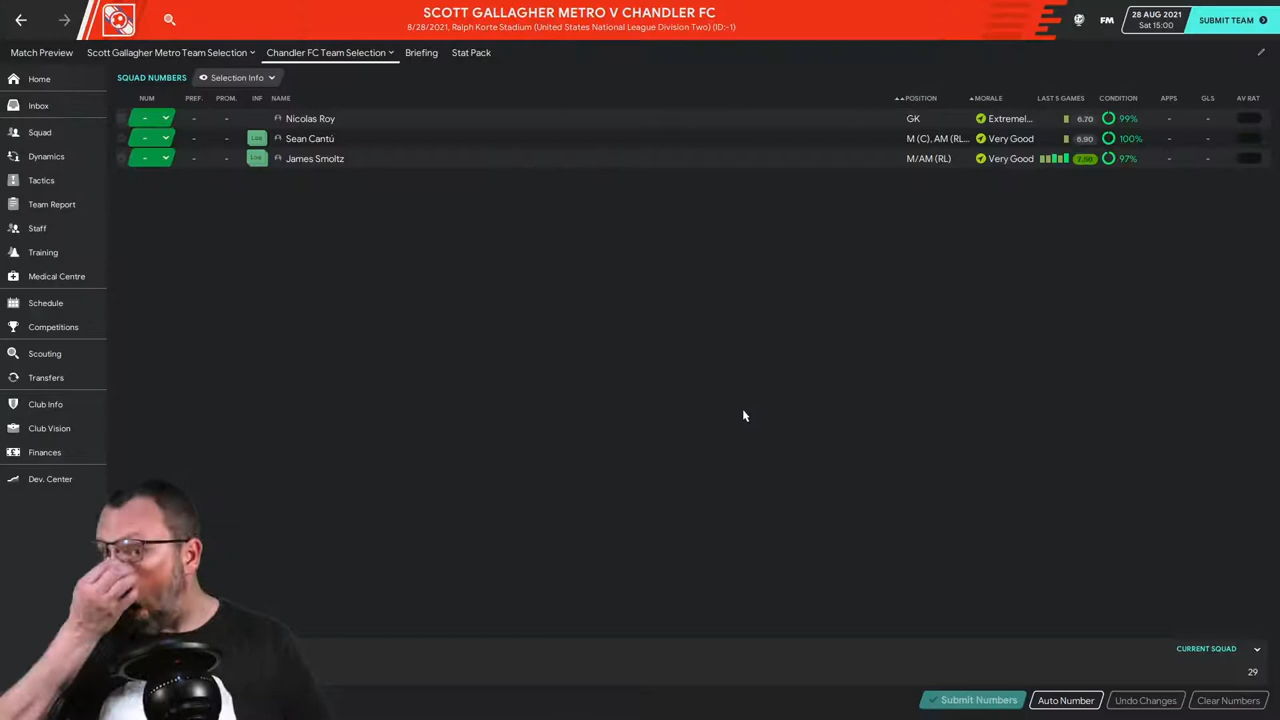 SCOTT GALLAGHER METRO V CHANDLER FC
8/28/2021, Ralph Korte Stadium (United States National League Division Two) (ID:-1)
FM
28 AUG 2021
Sat 15:00
SUBMIT TEAM
Match Preview
Scott Gallagher Metro Team Selection
Chandler FC Team Selection
Briefing
Stat Pack
SQUAD NUMBERS
Selection Info
NUM PREF. PROM. INF NAME POSITION MORALE LAST 5 GAMES CONDITION APPS GLS AV RAT
- - - Nicolas Roy GK Extremel... 6.70 99% - -
- - - Loa Sean Cantú M (C), AM (RL... Very Good 6.90 100% - -
- - - Loa James Smoltz M/AM (RL) Very Good 97% - -
Home
Inbox
Squad
Dynamics
Tactics
Team Report
Staff
Training
Medical Centre
Schedule
Competitions
Scouting
Transfers
Club Info
Club Vision
Finances
Dev. Center
CURRENT SQUAD
29
Submit Numbers
Auto Number
Undo Changes
Clear Numbers